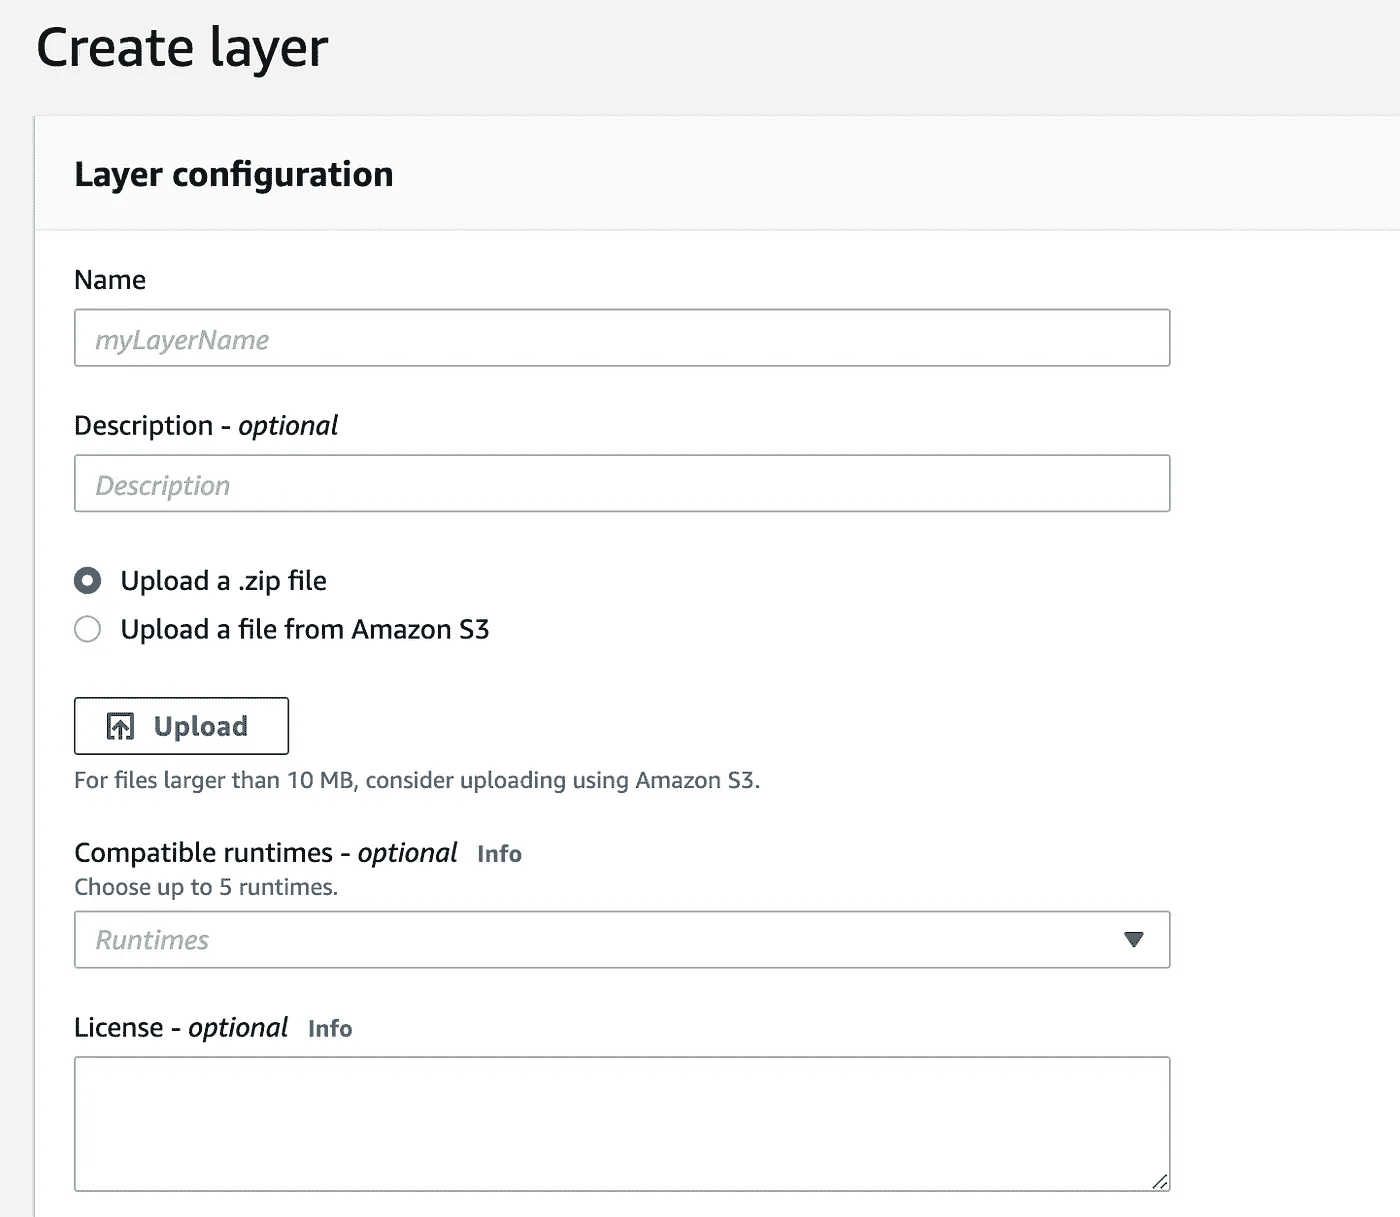 Create layer
Layer configuration
Name
myLayerName
Description - optional
Description
Upload a .zip file
Upload a file from Amazon S3
Upload
For files larger than 10 MB, consider uploading using Amazon S3.
Compatible runtimes - optional Info
Choose up to 5 runtimes.
Runtimes
License - optional Info